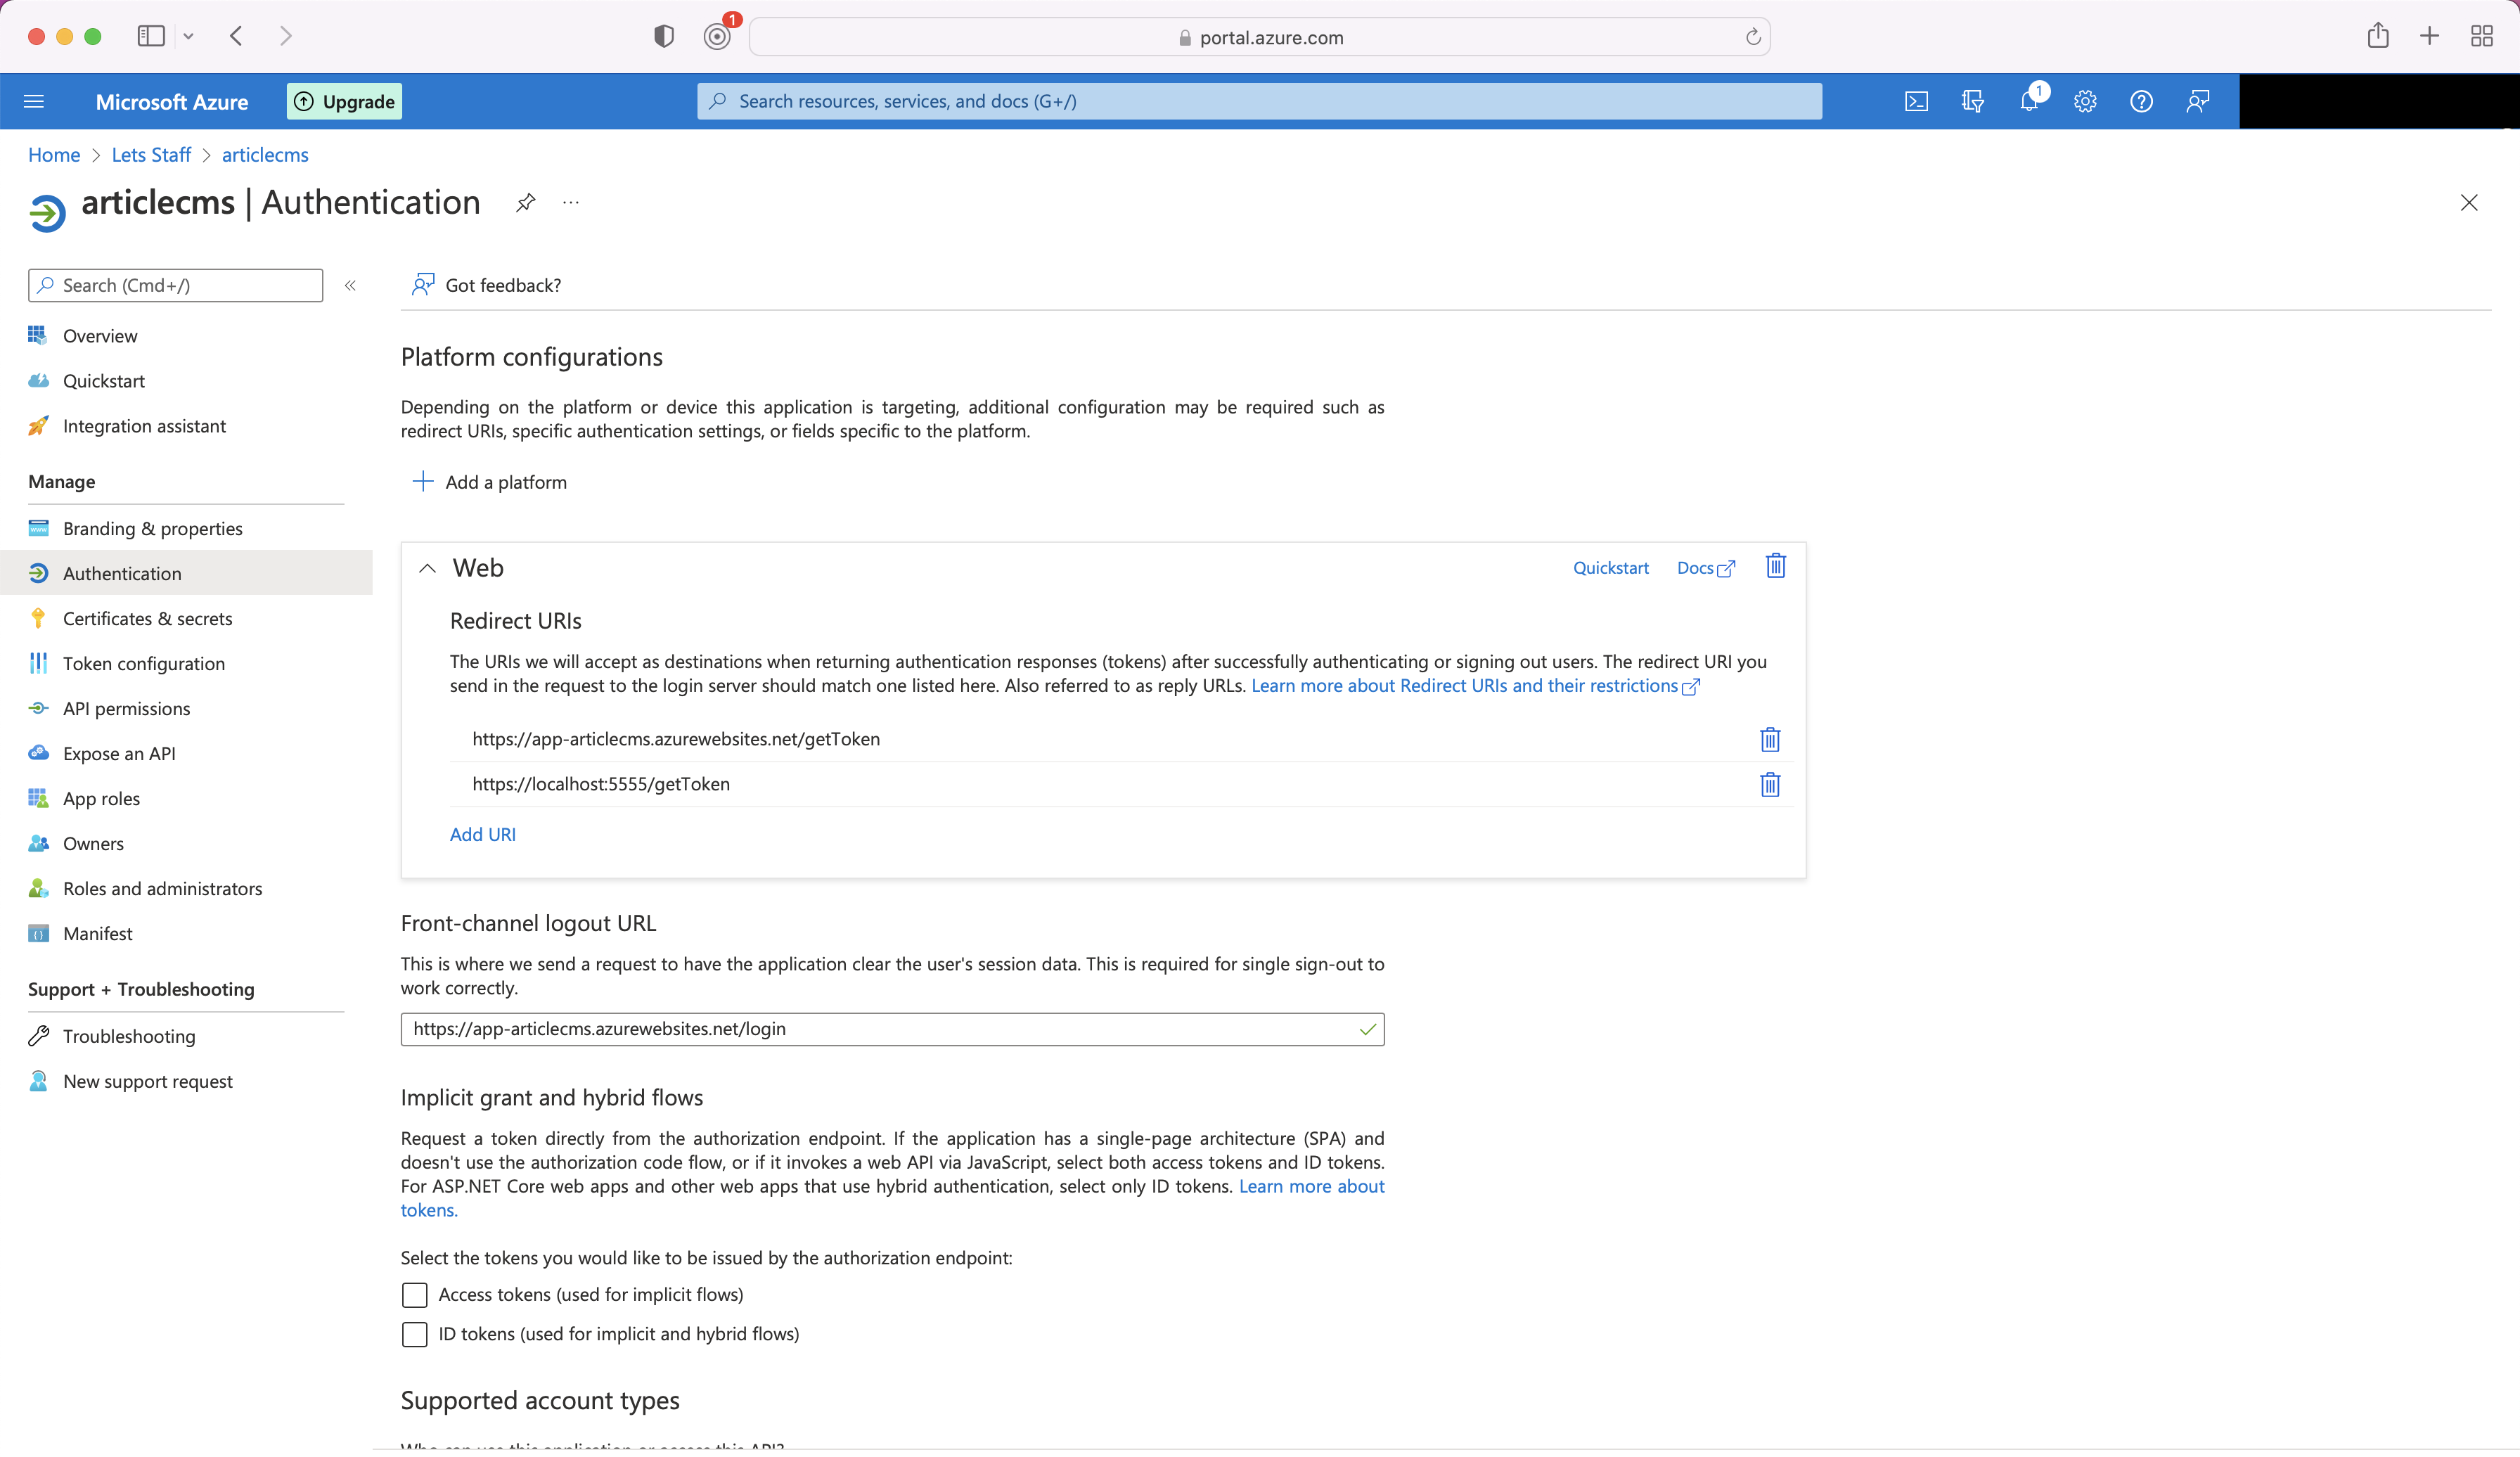 1
portal.azure.com
Microsoft Azure
Upgrade
Search resources, services, and docs (G+/)
1
Home > Lets Staff > articlecms
articlecms | Authentication
Search (Cmd+/)
Got feedback?
Overview
Quickstart
Integration assistant
Manage
Branding & properties
Authentication
Certificates & secrets
Token configuration
API permissions
Expose an API
App roles
Owners
Roles and administrators
Manifest
Support + Troubleshooting
Troubleshooting
New support request
Platform configurations
Depending on the platform or device this application is targeting, additional configuration may be required such as
redirect URIs, specific authentication settings, or fields specific to the platform.
Add a platform
Web
Quickstart
Docs
Redirect URIs
The URIs we will accept as destinations when returning authentication responses (tokens) after successfully authenticating or signing out users. The redirect URI you
send in the request to the login server should match one listed here. Also referred to as reply URLs. Learn more about Redirect URIs and their restrictions
https://app-articlecms.azurewebsites.net/getToken
https://localhost:5555/getToken
Add URI
Front-channel logout URL
This is where we send a request to have the application clear the user's session data. This is required for single sign-out to
work correctly.
https://app-articlecms.azurewebsites.net/login
Implicit grant and hybrid flows
Request a token directly from the authorization endpoint. If the application has a single-page architecture (SPA) and
doesn't use the authorization code flow, or if it invokes a web API via JavaScript, select both access tokens and ID tokens.
For ASP.NET Core web apps and other web apps that use hybrid authentication, select only ID tokens. Learn more about
tokens.
Select the tokens you would like to be issued by the authorization endpoint:
Access tokens (used for implicit flows)
ID tokens (used for implicit and hybrid flows)
Supported account types
Who can use this application or access this API?